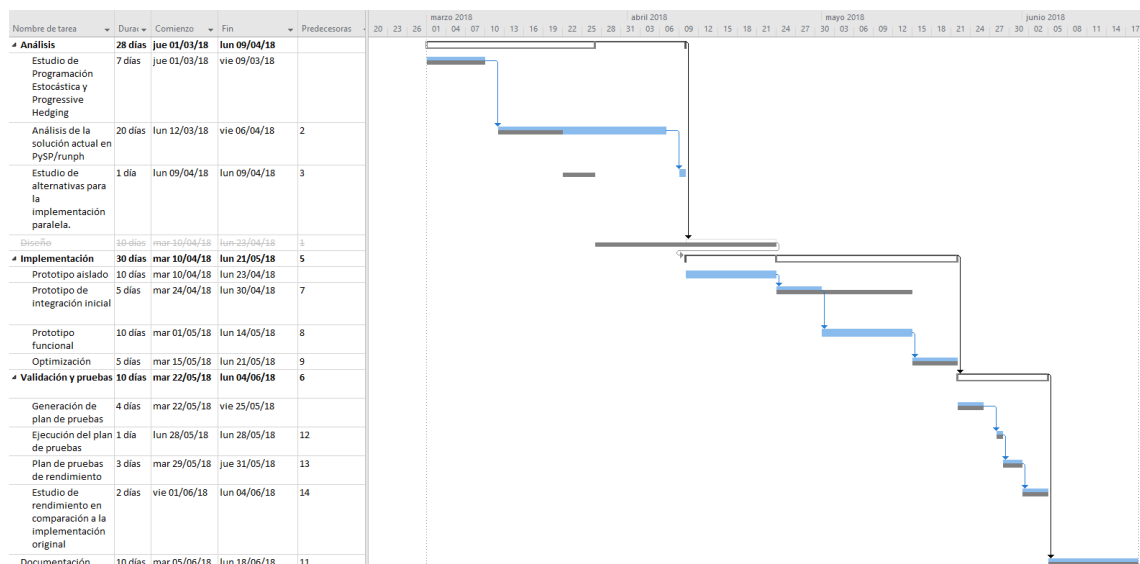 marzo 2018 abril 2018 mayo 2018 junio 2018
Nombre de tarea Durac Comienzo Fin Predecesoras 20 23 26 01 04 07 10 13 16 19 22 25 28 31 03 06 09 12 15 18 21 24 27 30 03 06 09 12 15 18 21 24 27 30 02 05 08 11 14 17
Análisis 28 días jue 01/03/18 lun 09/04/18
Estudio de 7 días jue 01/03/18 vie 09/03/18
Programación
Estocástica y
Progressive
Hedging
Análisis de la 20 días lun 12/03/18 vie 06/04/18 2
solución actual en
PySP/runph
Estudio de 1 día lun 09/04/18 lun 09/04/18 3
alternativas para
la
implementación
paralela.
Diseño 10 días mar 10/04/18 lun 23/04/18 1
Implementación 30 días mar 10/04/18 lun 21/05/18 5
Prototipo aislado 10 días mar 10/04/18 lun 23/04/18
Prototipo de 5 días mar 24/04/18 lun 30/04/18 7
integración inicial
Prototipo 10 días mar 01/05/18 lun 14/05/18 8
funcional
Optimización 5 días mar 15/05/18 lun 21/05/18 9
Validación y pruebas 10 días mar 22/05/18 lun 04/06/18 6
Generación de 4 días mar 22/05/18 vie 25/05/18
plan de pruebas
Ejecución del plan 1 día lun 28/05/18 lun 28/05/18 12
de pruebas
Plan de pruebas 3 días mar 29/05/18 jue 31/05/18 13
de rendimiento
Estudio de 2 días vie 01/06/18 lun 04/06/18 14
rendimiento en
comparación a la
implementación
original
Documentación 10 días mar 05/06/18 lun 18/06/18 11